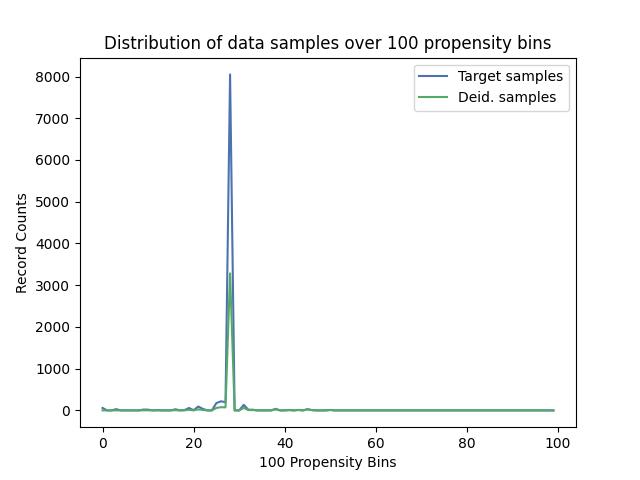 Distribution of data samples over 100 propensity bins
Target samples
Deid. samples
8000
7000
6000
5000
4000
3000
2000
1000
0
Record Counts
0 20 40 60 80 100
100 Propensity Bins